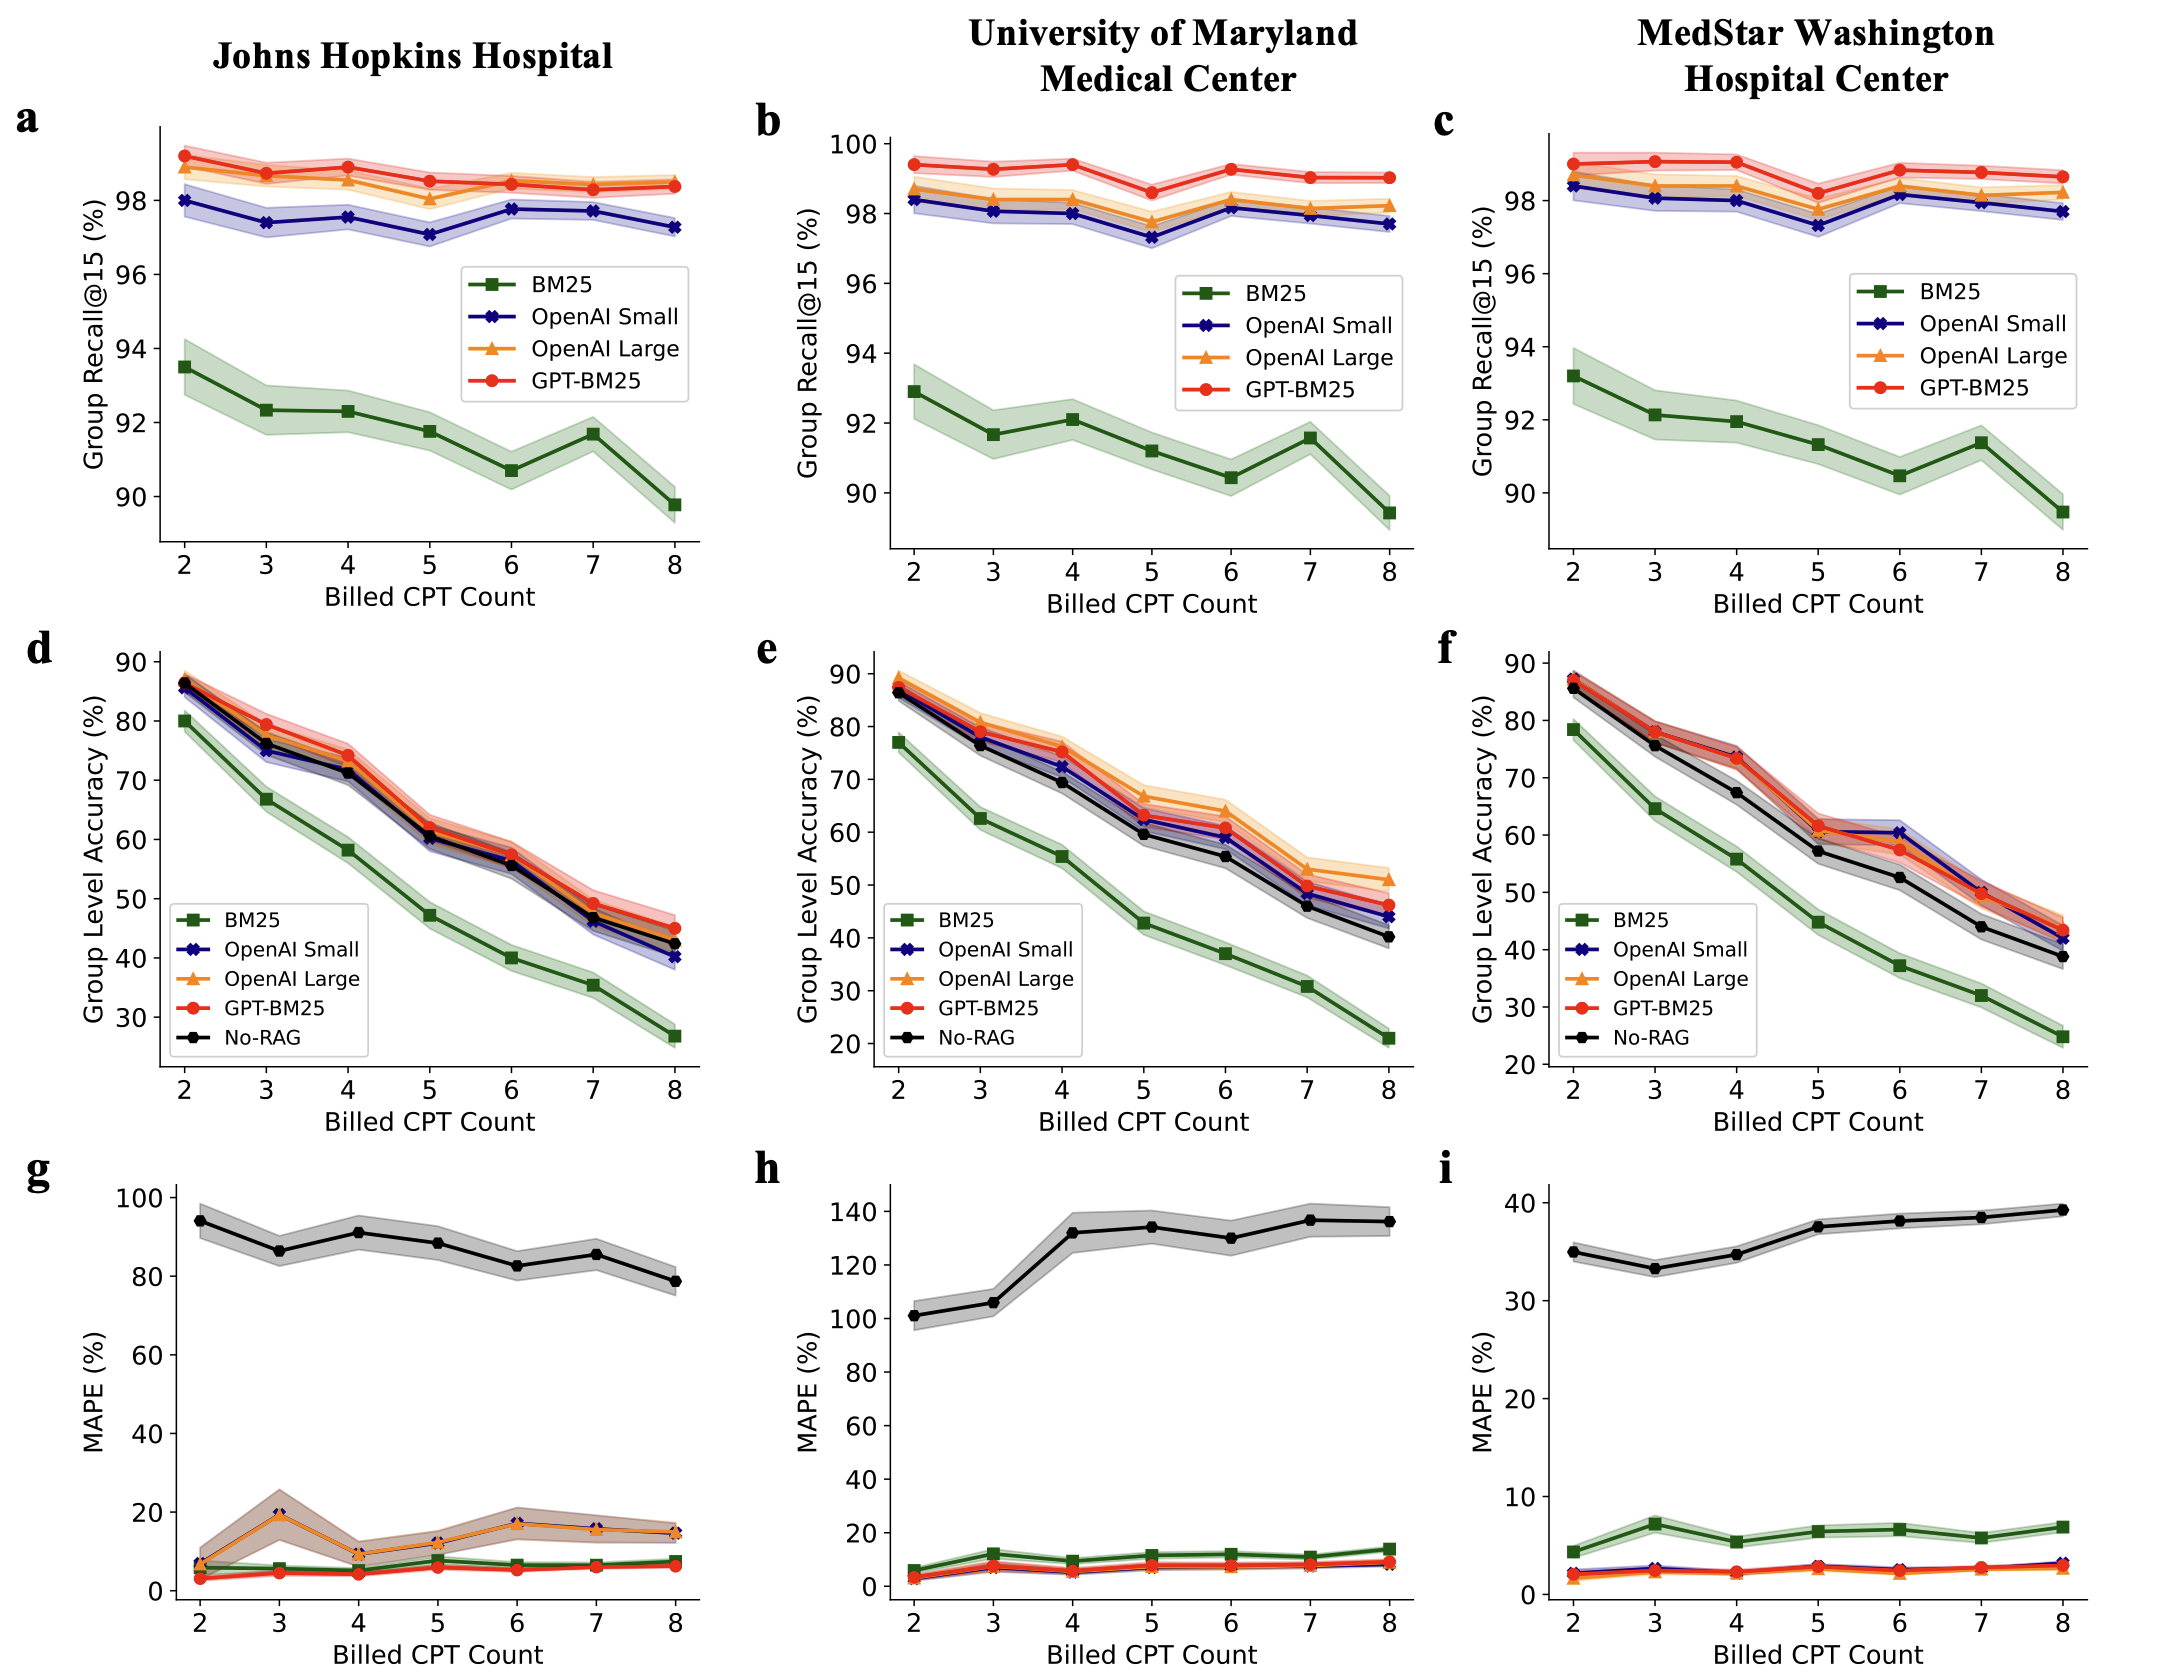 Johns Hopkins Hospital
University of Maryland
Medical Center
MedStar Washington
Hospital Center
a
Group Recall@15 (%)
98
96
94
92
90
BM25
OpenAI Small
OpenAI Large
GPT-BM25
2 3 4 5 6 7 8
Billed CPT Count
b
Group Recall@15 (%)
100
98
96
94
92
90
BM25
OpenAI Small
OpenAI Large
GPT-BM25
2 3 4 5 6 7 8
Billed CPT Count
c
Group Recall@15 (%)
98
96
94
92
90
BM25
OpenAI Small
OpenAI Large
GPT-BM25
2 3 4 5 6 7 8
Billed CPT Count
d
Group Level Accuracy (%)
90
80
70
60
50
40
30
BM25
OpenAI Small
OpenAI Large
GPT-BM25
No-RAG
2 3 4 5 6 7 8
Billed CPT Count
e
Group Level Accuracy (%)
90
80
70
60
50
40
30
20
BM25
OpenAI Small
OpenAI Large
GPT-BM25
No-RAG
2 3 4 5 6 7 8
Billed CPT Count
f
Group Level Accuracy (%)
90
80
70
60
50
40
30
20
BM25
OpenAI Small
OpenAI Large
GPT-BM25
No-RAG
2 3 4 5 6 7 8
Billed CPT Count
g
MAPE (%)
100
80
60
40
20
0
2 3 4 5 6 7 8
Billed CPT Count
h
MAPE (%)
140
120
100
80
60
40
20
0
2 3 4 5 6 7 8
Billed CPT Count
i
MAPE (%)
40
30
20
10
0
2 3 4 5 6 7 8
Billed CPT Count